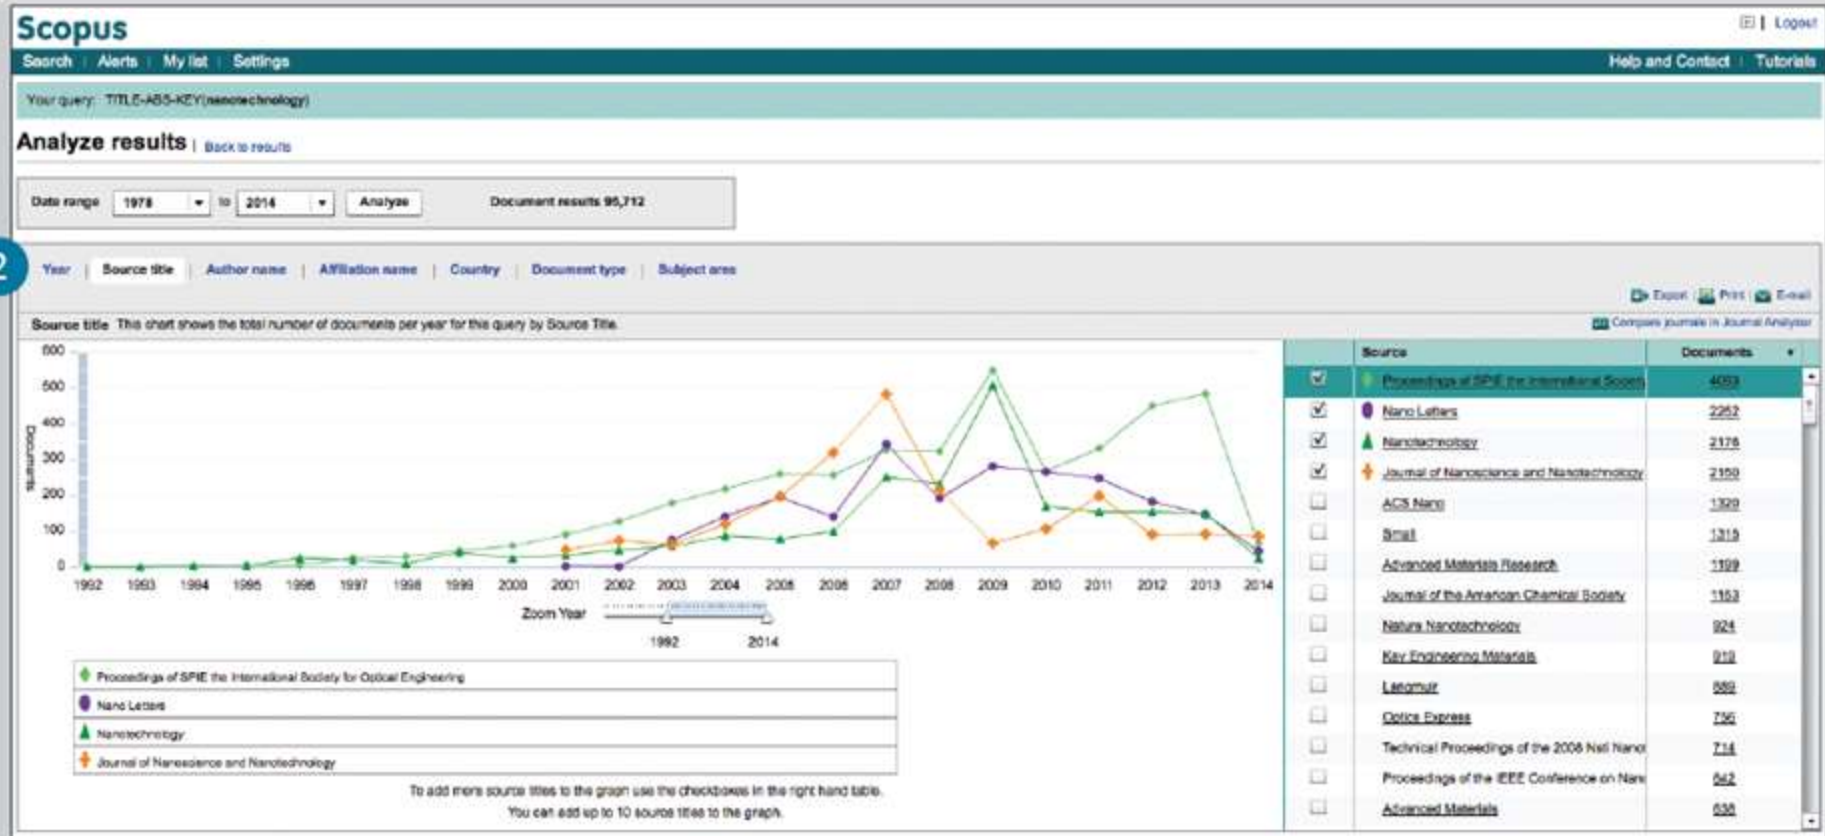 Scopus
Logout
Search | Alerts | My list | Settings
Help and Contact | Tutorials
Your query: TITLE-ABS-KEY(nanotechnology)
Analyze results | Back to results
Date range 1978 to 2014 Analyze Document results 95,712
2
Year | Source title | Author name | Affiliation name | Country | Document type | Subject area
Export | Print | E-mail
Source title This chart shows the total number of documents per year for this query by Source Title.
Compare journals in Journal Analyzer
Source Documents
Proceedings of SPIE the International Societ 4093
Nano Letters 2252
Nanotechnology 2176
Journal of Nanoscience and Nanotechnology 2150
ACS Nano 1320
Small 1315
Advanced Materials Research 1199
Journal of the American Chemical Society 1153
Nature Nanotechnology 924
Key Engineering Materials 919
Langmuir 889
Optics Express 756
Technical Proceedings of the 2008 Nsti Nanot 714
Proceedings of the IEEE Conference on Nano 642
Advanced Materials 638
600
500
400
300
200
100
0
Documents
1992 1993 1994 1995 1996 1997 1998 1999 2000 2001 2002 2003 2004 2005 2006 2007 2008 2009 2010 2011 2012 2013 2014
Zoom Year
1992 2014
Proceedings of SPIE the International Society for Optical Engineering
Nano Letters
Nanotechnology
Journal of Nanoscience and Nanotechnology
To add more source titles to the graph use the checkboxes in the right hand table.
You can add up to 10 source titles to the graph.